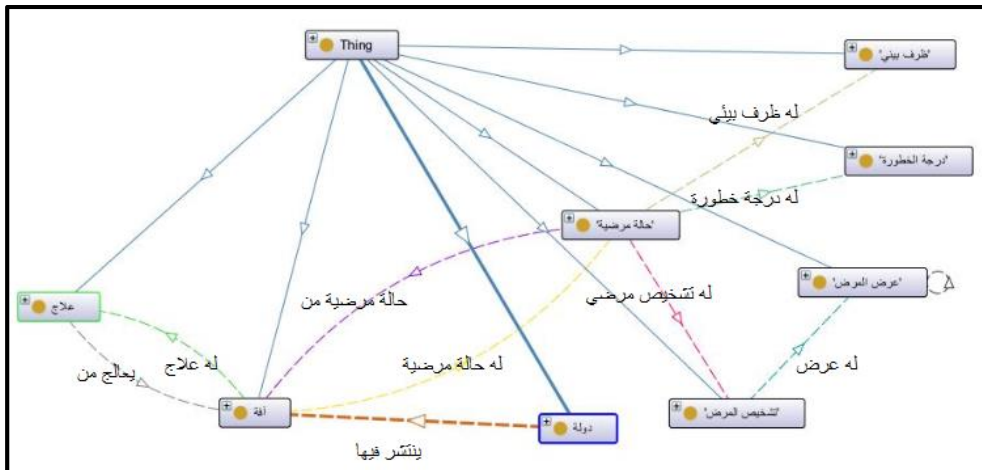 Thing
'ظرف بيئي'
له ظرف بيئي
'درجة الخطورة'
له درجة خطورة
'حالة مرضية'
'عرض المرض'
علاج
حالة مرضية من
له تشخيص مرضي
يعالج من
له علاج
له حالة مرضية
له عرض
آفة
دولة
'تشخيص المرض'
ينتشر فيها